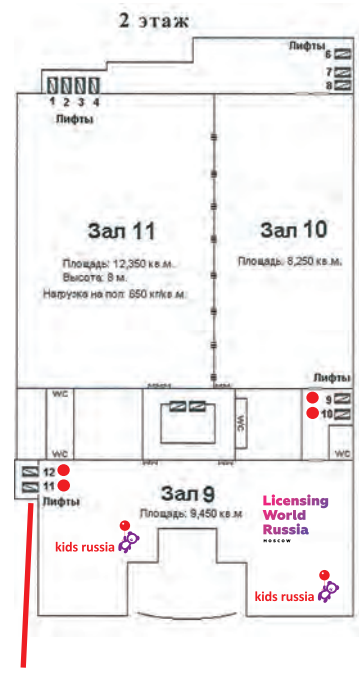 2 этаж
Лифты
6
7
8
1 2 3 4
Лифты
Зал 11
Площадь: 12,350 кв.м.
Высота: 8 м.
Нагрузка на пол: 650 кг/кв.м
Зал 10
Площадь: 8,250 кв.м.
Лифты
9
10
WC
WC
WC
WC
12
11
Лифты
Зал 9
Площадь: 9,450 кв.м
Licensing
World
Russia
MOSCOW
kids russia
kids russia